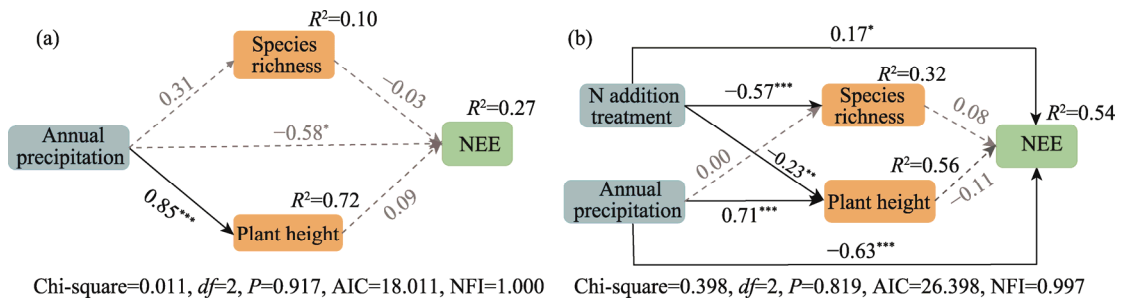 (a)
R²=0.10
Species
richness
0.31
−0.03
R²=0.27
Annual
precipitation
−0.58*
NEE
0.85***
R²=0.72
0.09
Plant height
Chi-square=0.011, df=2, P=0.917, AIC=18.011, NFI=1.000
(b)
0.17*
N addition
treatment
−0.57***
R²=0.32
Species
richness
0.08
R²=0.54
NEE
0.00
−0.23**
R²=0.56
−0.11
Annual
precipitation
0.71***
Plant height
−0.63***
Chi-square=0.398, df=2, P=0.819, AIC=26.398, NFI=0.997